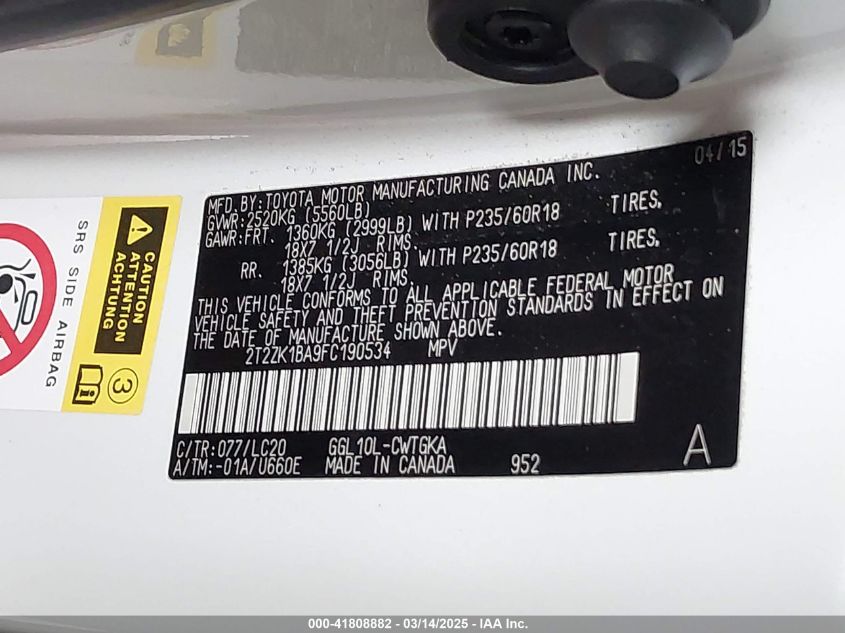 04/15
MFD. BY: TOYOTA MOTOR MANUFACTURING CANADA INC.
GVWR: 2520KG (5560LB)
GAWR: FRT. 1360KG (2999LB) WITH P235/60R18 TIRES,
18X7 1/2J RIMS
RR. 1385KG (3056LB) WITH P235/60R18 TIRES,
18X7 1/2J RIMS
THIS VEHICLE CONFORMS TO ALL APPLICABLE FEDERAL MOTOR
VEHICLE SAFETY AND THEFT PREVENTION STANDARDS IN EFFECT ON
THE DATE OF MANUFACTURE SHOWN ABOVE.
2T2ZK1BA9FC190534 MPV
C/TR: 077/LC20 GGL10L-CWTGKA
A/TM: -01A/U660E MADE IN CANADA 952 A
SRS SIDE AIRBAG
CAUTION
ATTENTION
ACHTUNG
3
000-41808882 - 03/14/2025 - IAA Inc.